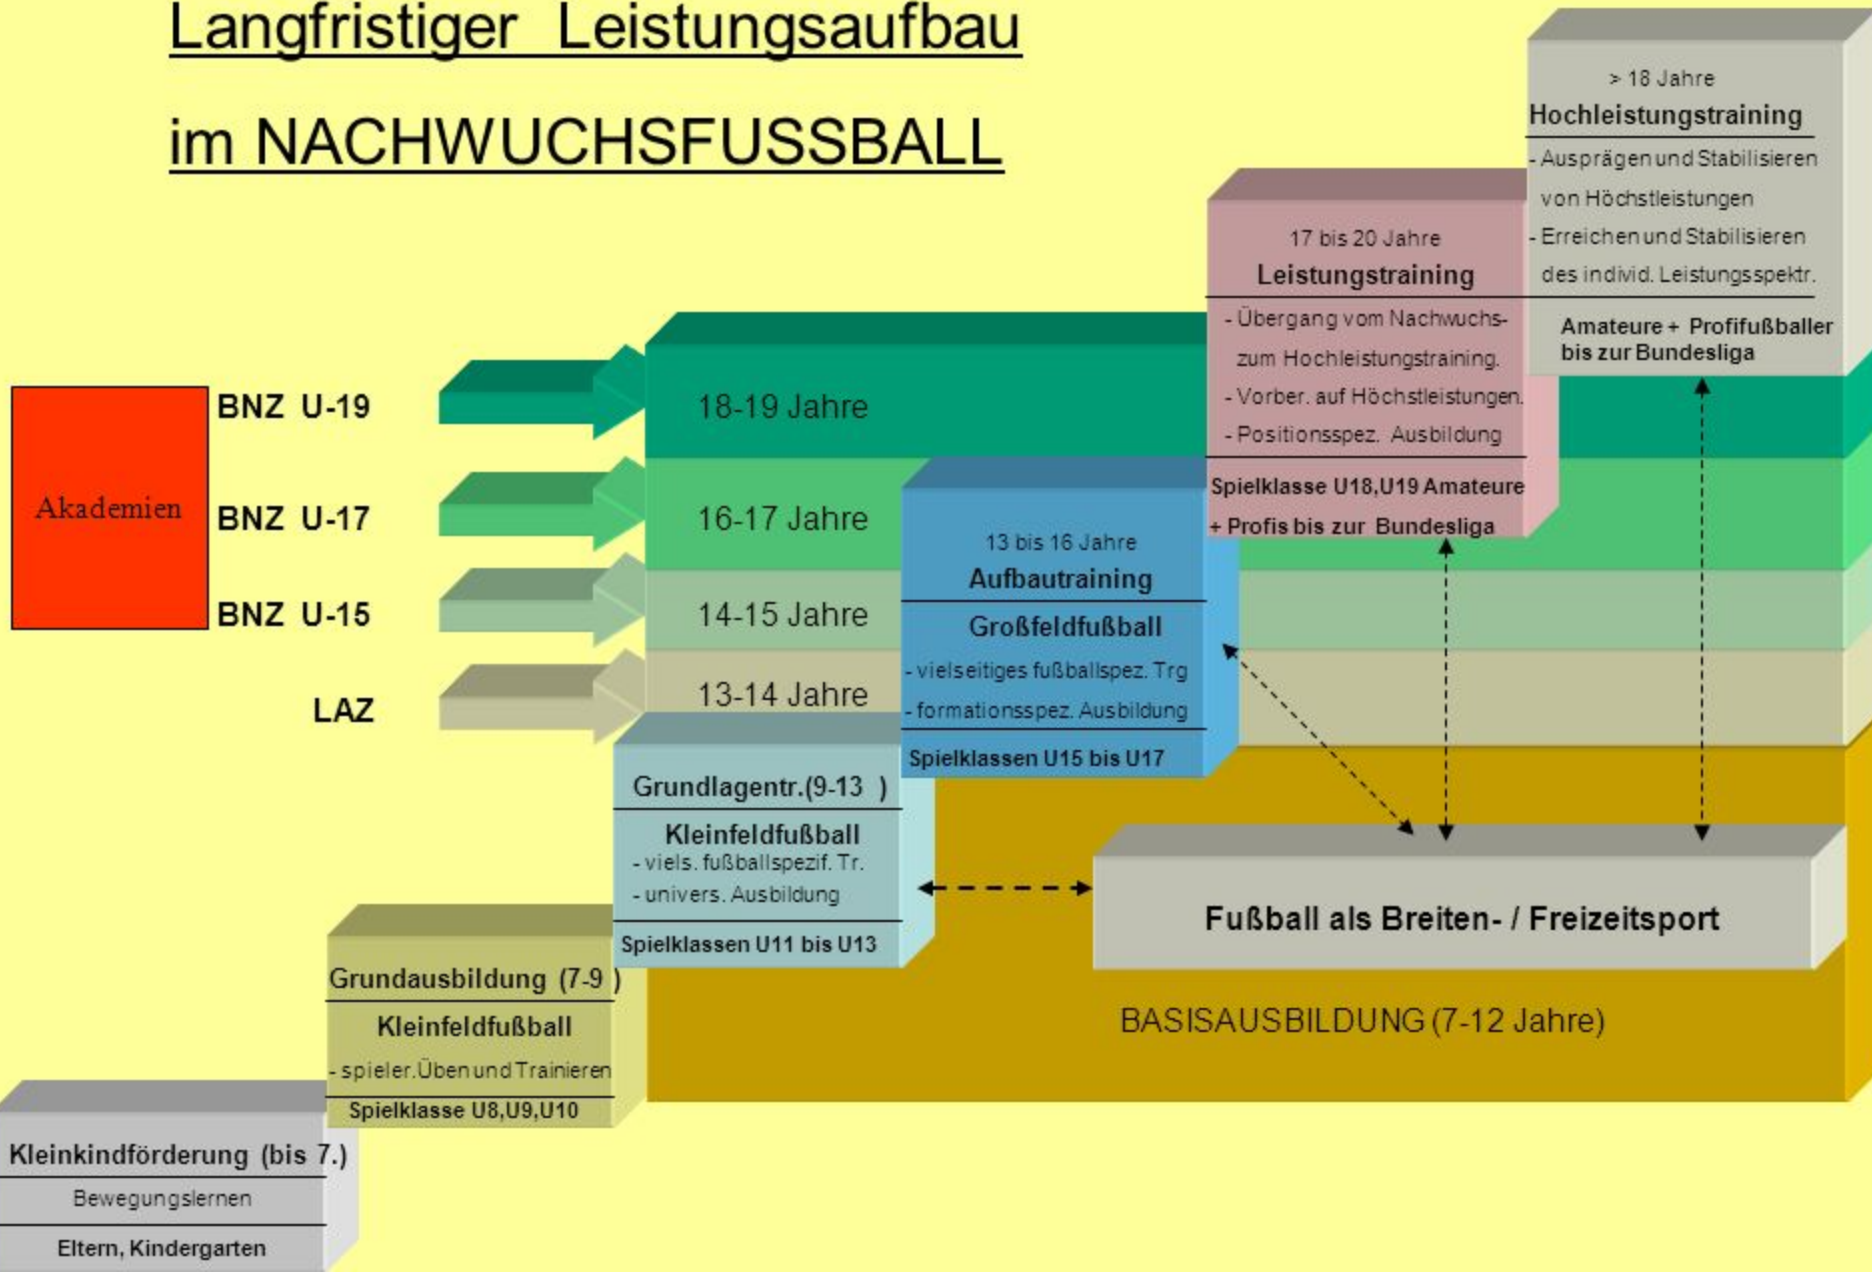 Langfristiger Leistungsaufbau
im NACHWUCHSFUSSBALL
> 18 Jahre
Hochleistungstraining
- Ausprägen und Stabilisieren
von Höchstleistungen
- Erreichen und Stabilisieren
des individ. Leistungsspektr.
Amateure + Profifußballer
bis zur Bundesliga
17 bis 20 Jahre
Leistungstraining
- Übergang vom Nachwuchs-
zum Hochleistungstraining.
- Vorber. auf Höchstleistungen.
- Positionsspez. Ausbildung
Spielklasse U18,U19 Amateure
+ Profis bis zur Bundesliga
Akademien
BNZ U-19
BNZ U-17
BNZ U-15
LAZ
18-19 Jahre
16-17 Jahre
14-15 Jahre
13-14 Jahre
13 bis 16 Jahre
Aufbautraining
Großfeldfußball
- vielseitiges fußballspez. Trg
- formationsspez. Ausbildung
Spielklassen U15 bis U17
Grundlagentr.(9-13 )
Kleinfeldfußball
- viels. fußballspezif. Tr.
- univers. Ausbildung
Spielklassen U11 bis U13
Fußball als Breiten- / Freizeitsport
BASISAUSBILDUNG (7-12 Jahre)
Grundausbildung (7-9 )
Kleinfeldfußball
- spieler.Üben und Trainieren
Spielklasse U8,U9,U10
Kleinkindförderung (bis 7.)
Bewegungslernen
Eltern, Kindergarten